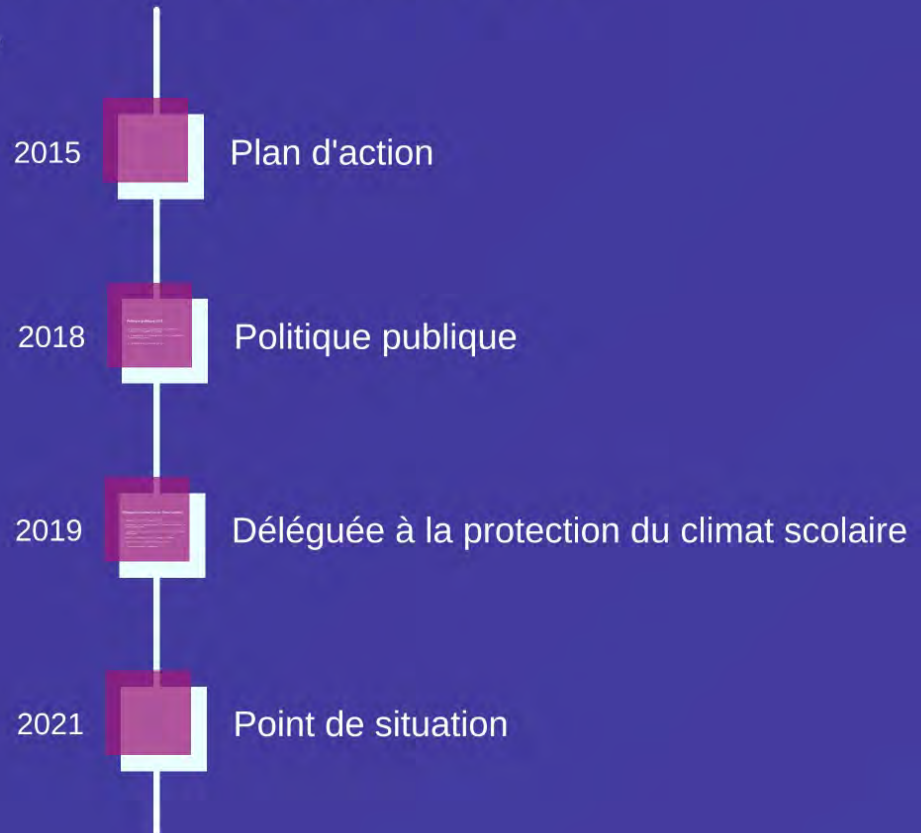 2015 Plan d'action
2018 Politique publique
2019 Déléguée à la protection du climat scolaire
2021 Point de situation